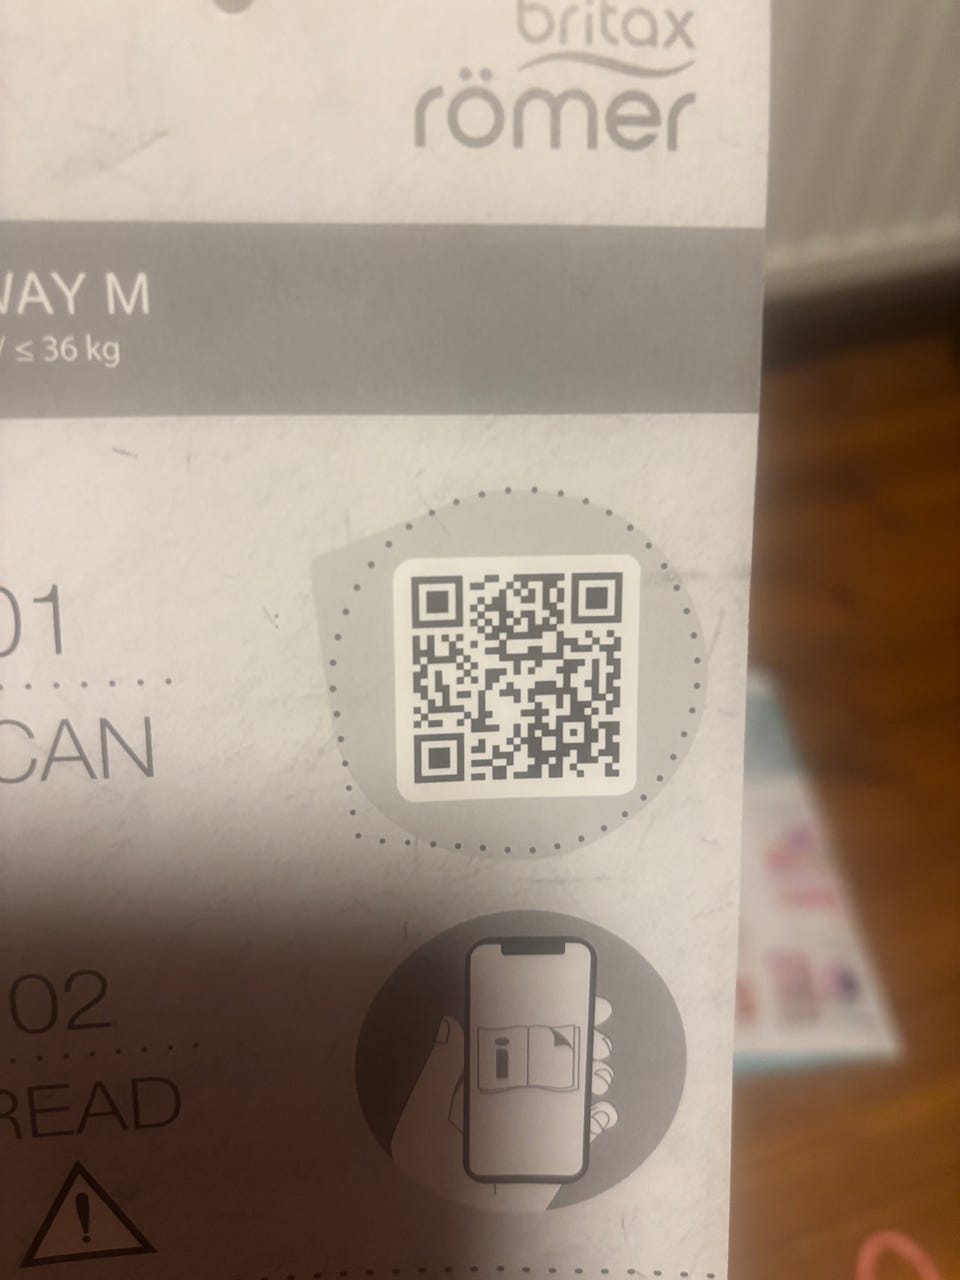 britax
römer
WAY M
/ ≤ 36 kg
01
CAN
02
READ